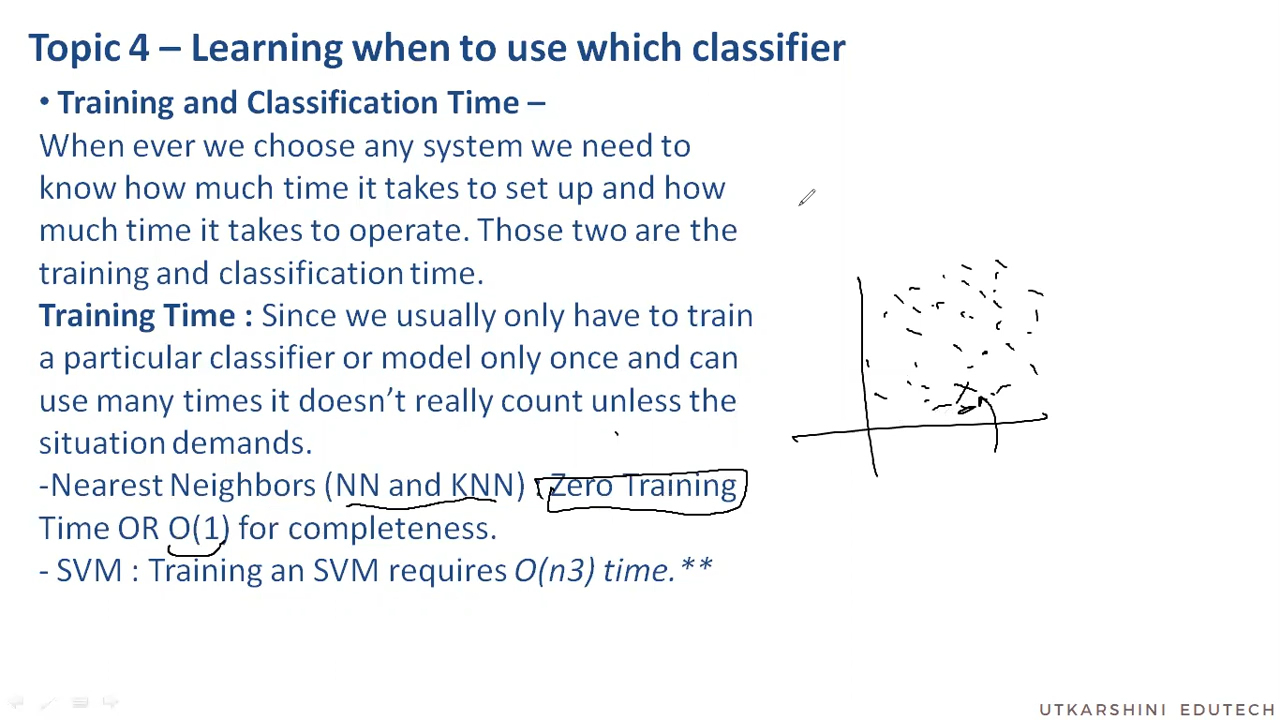 Topic 4 – Learning when to use which classifier
• Training and Classification Time –
When ever we choose any system we need to
know how much time it takes to set up and how
much time it takes to operate. Those two are the
training and classification time.
Training Time : Since we usually only have to train
a particular classifier or model only once and can
use many times it doesn't really count unless the
situation demands.
-Nearest Neighbors (NN and KNN) : Zero Training
Time OR O(1) for completeness.
- SVM : Training an SVM requires O(n3) time.**
UTKARSHINI EDUTECH